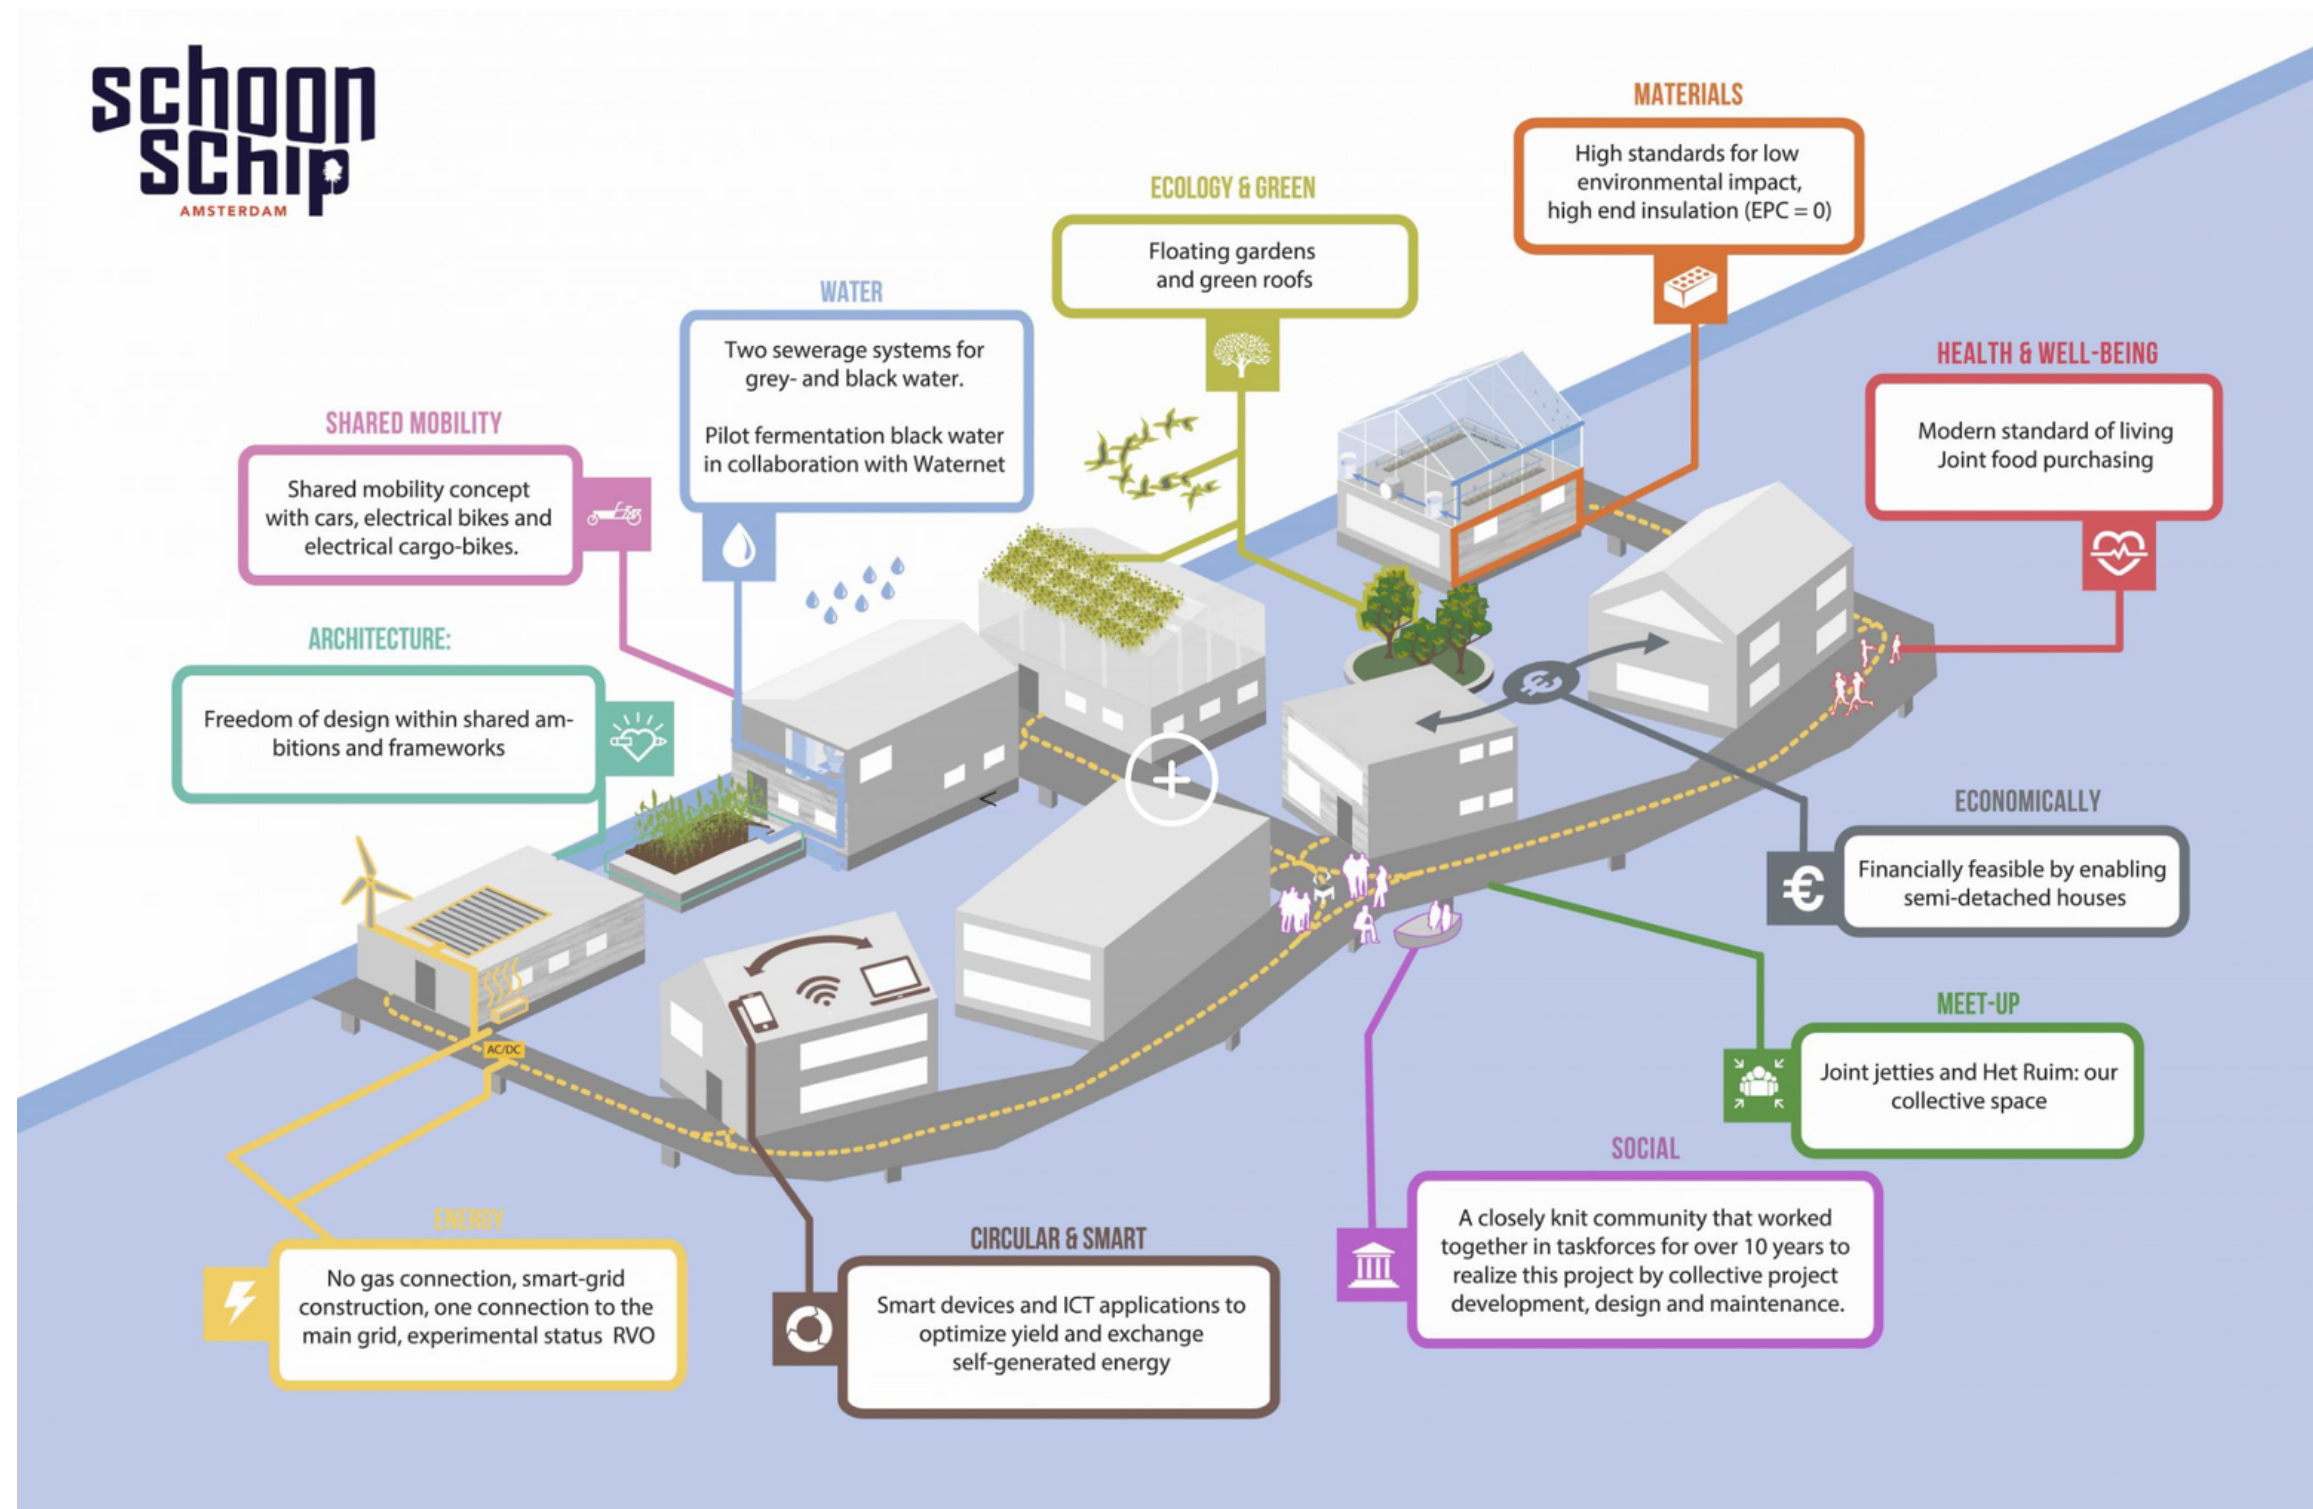 schoon
schip
AMSTERDAM
MATERIALS
High standards for low
environmental impact,
high end insulation (EPC = 0)
ECOLOGY & GREEN
Floating gardens
and green roofs
WATER
Two sewerage systems for
grey- and black water.
Pilot fermentation black water
in collaboration with Waternet
HEALTH & WELL-BEING
Modern standard of living
Joint food purchasing
SHARED MOBILITY
Shared mobility concept
with cars, electrical bikes and
electrical cargo-bikes.
ARCHITECTURE:
Freedom of design within shared am-
bitions and frameworks
ECONOMICALLY
Financially feasible by enabling
semi-detached houses
AC/DC
MEET-UP
Joint jetties and Het Ruim: our
collective space
SOCIAL
A closely knit community that worked
together in taskforces for over 10 years to
realize this project by collective project
development, design and maintenance.
ENERGY
No gas connection, smart-grid
construction, one connection to the
main grid, experimental status RVO
CIRCULAR & SMART
Smart devices and ICT applications to
optimize yield and exchange
self-generated energy